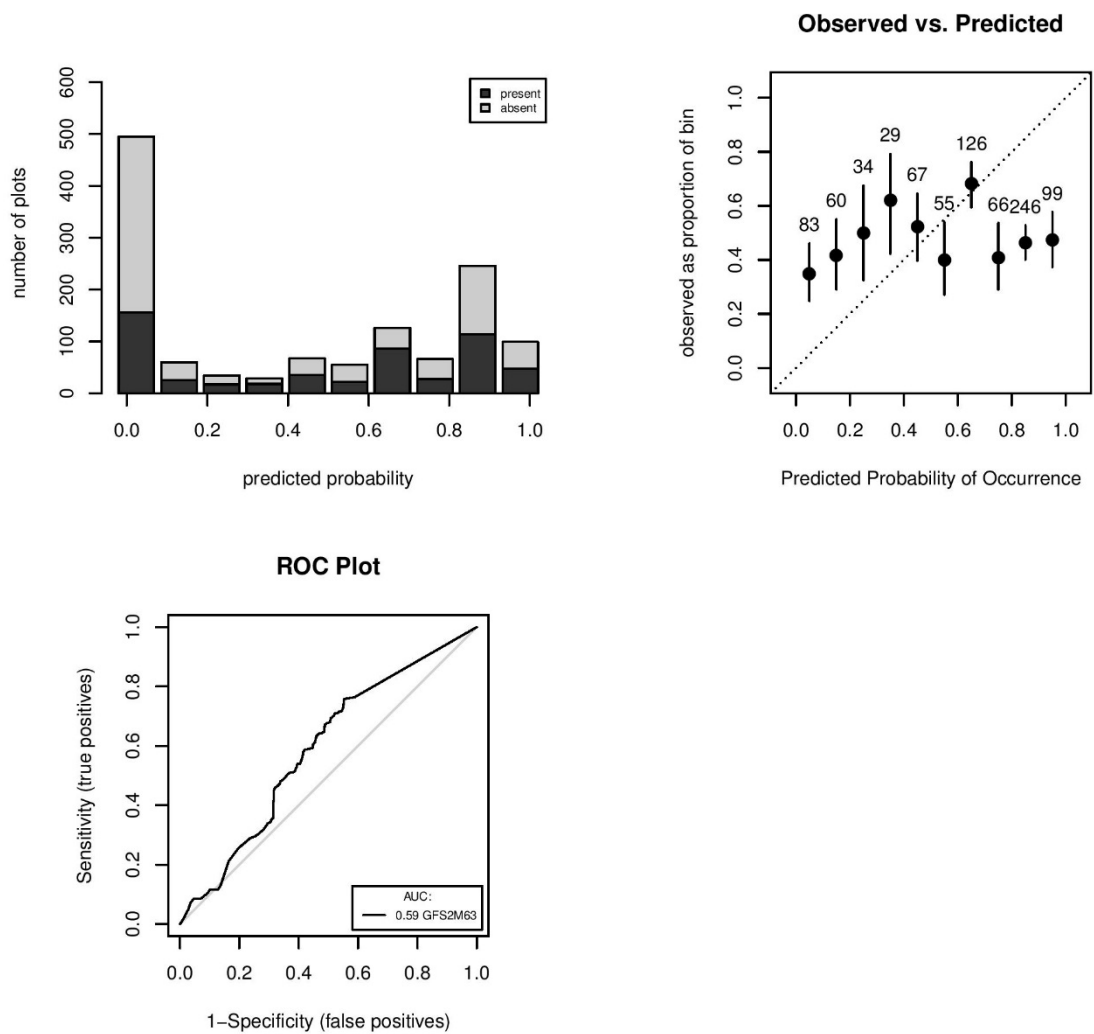 Observed vs. Predicted
number of plots
600
500
400
300
200
100
0
present
absent
0.0 0.2 0.4 0.6 0.8 1.0
predicted probability
observed as proportion of bin
1.0
0.8
0.6
0.4
0.2
0.0
83 60 34 29 67 55 126 66 246 99
0.0 0.2 0.4 0.6 0.8 1.0
Predicted Probability of Occurrence
ROC Plot
Sensitivity (true positives)
1.0
0.8
0.6
0.4
0.2
0.0
AUC:
0.59 GFS2M63
0.0 0.2 0.4 0.6 0.8 1.0
1−Specificity (false positives)